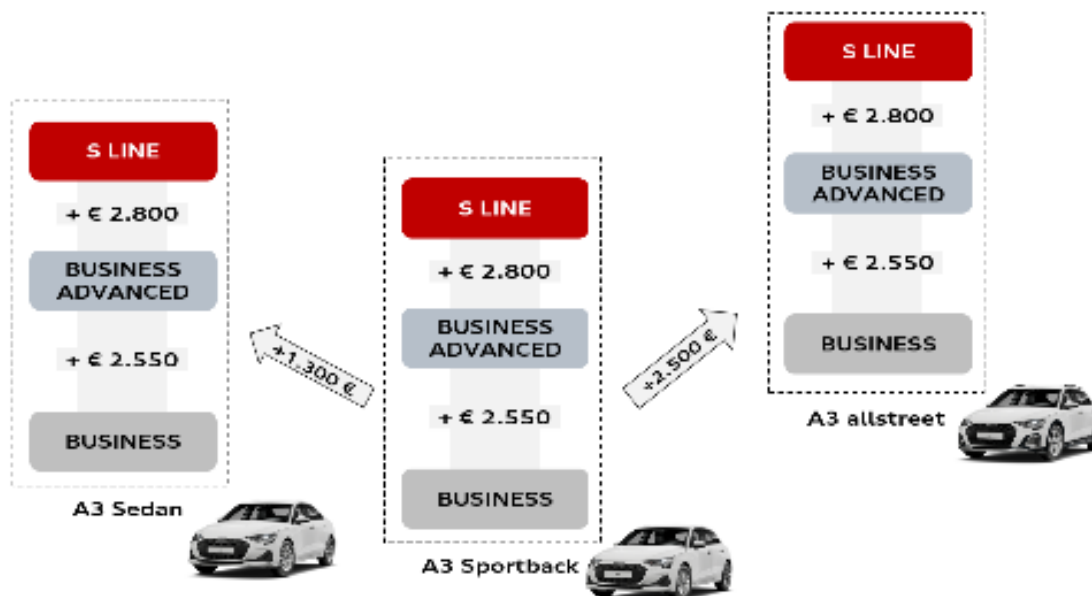 S LINE
+ € 2.800
BUSINESS
ADVANCED
+ € 2.550
BUSINESS
A3 Sedan
+1.300 €
S LINE
+ € 2.800
BUSINESS
ADVANCED
+ € 2.550
BUSINESS
A3 Sportback
+2.500 €
S LINE
+ € 2.800
BUSINESS
ADVANCED
+ € 2.550
BUSINESS
A3 allstreet